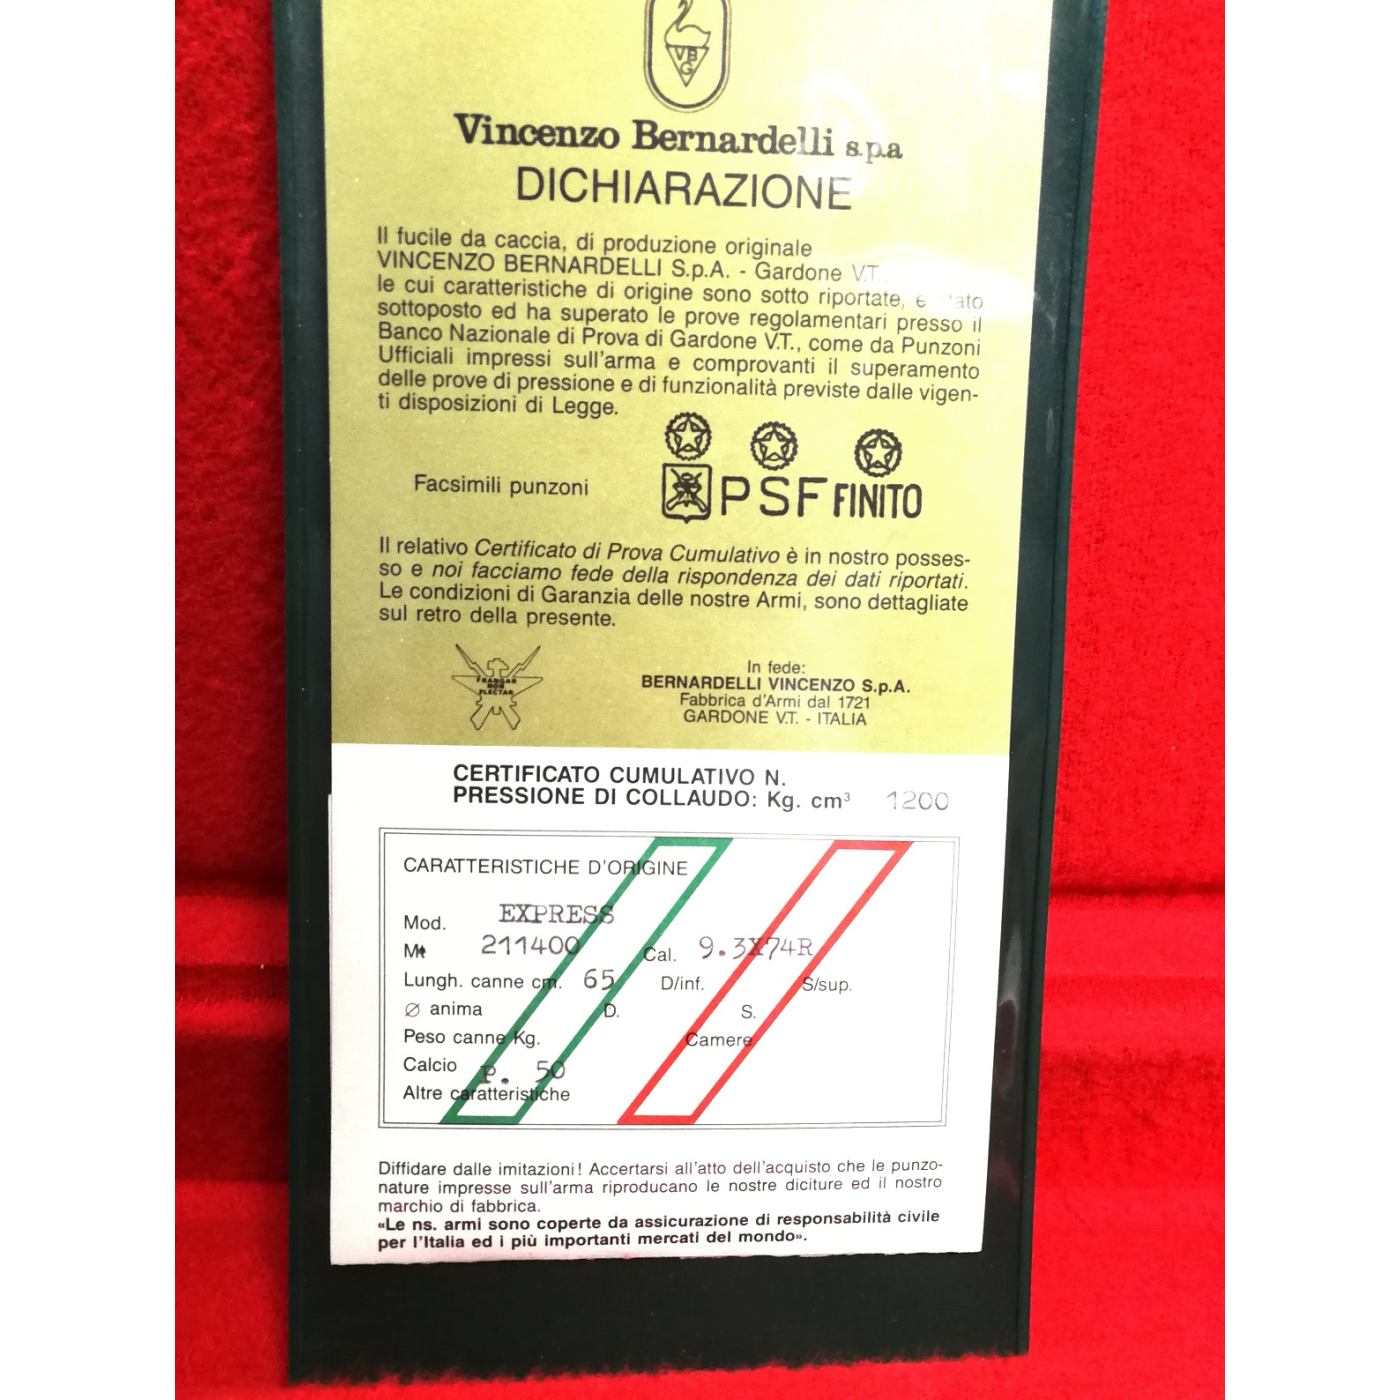 VB
G
Vincenzo Bernardelli s.p.a
DICHIARAZIONE
Il fucile da caccia, di produzione originale
VINCENZO BERNARDELLI S.p.A. - Gardone V.T.,
le cui caratteristiche di origine sono sotto riportate, è stato
sottoposto ed ha superato le prove regolamentari presso il
Banco Nazionale di Prova di Gardone V.T., come da Punzoni
Ufficiali impressi sull'arma e comprovanti il superamento
delle prove di pressione e di funzionalità previste dalle vigen-
ti disposizioni di Legge.
Facsimili punzoni
PSF FINITO
Il relativo Certificato di Prova Cumulativo è in nostro posses-
so e noi facciamo fede della rispondenza dei dati riportati.
Le condizioni di Garanzia delle nostre Armi, sono dettagliate
sul retro della presente.
FRANGAR
NON
FLECTAR
In fede:
BERNARDELLI VINCENZO S.p.A.
Fabbrica d'Armi dal 1721
GARDONE V.T. - ITALIA
CERTIFICATO CUMULATIVO N.
PRESSIONE DI COLLAUDO: Kg. cm³ 1200
CARATTERISTICHE D'ORIGINE
Mod. EXPRESS
211400 Cal. 9.3X74R
Lungh. canne cm. 65 D/inf. S/sup.
Ø anima D. S.
Peso canne Kg. Camere
Calcio P. 50
Altre caratteristiche
Diffidare dalle imitazioni! Accertarsi all'atto dell'acquisto che le punzo-
nature impresse sull'arma riproducano le nostre diciture ed il nostro
marchio di fabbrica.
«Le ns. armi sono coperte da assicurazione di responsabilità civile
per l'Italia ed i più importanti mercati del mondo».